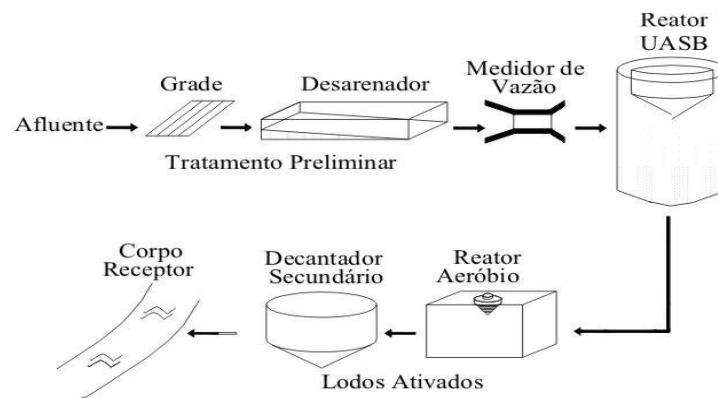 Reator
UASB
Medidor de
Vazão
Grade
Desarenador
Afluente
Tratamento Preliminar
Corpo
Receptor
Decantador
Secundário
Reator
Aeróbio
Lodos Ativados